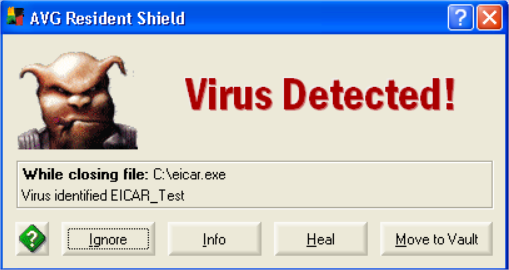 AVG Resident Shield
Virus Detected!
While closing file: C:\eicar.exe
Virus identified EICAR_Test
Ignore Info Heal Move to Vault